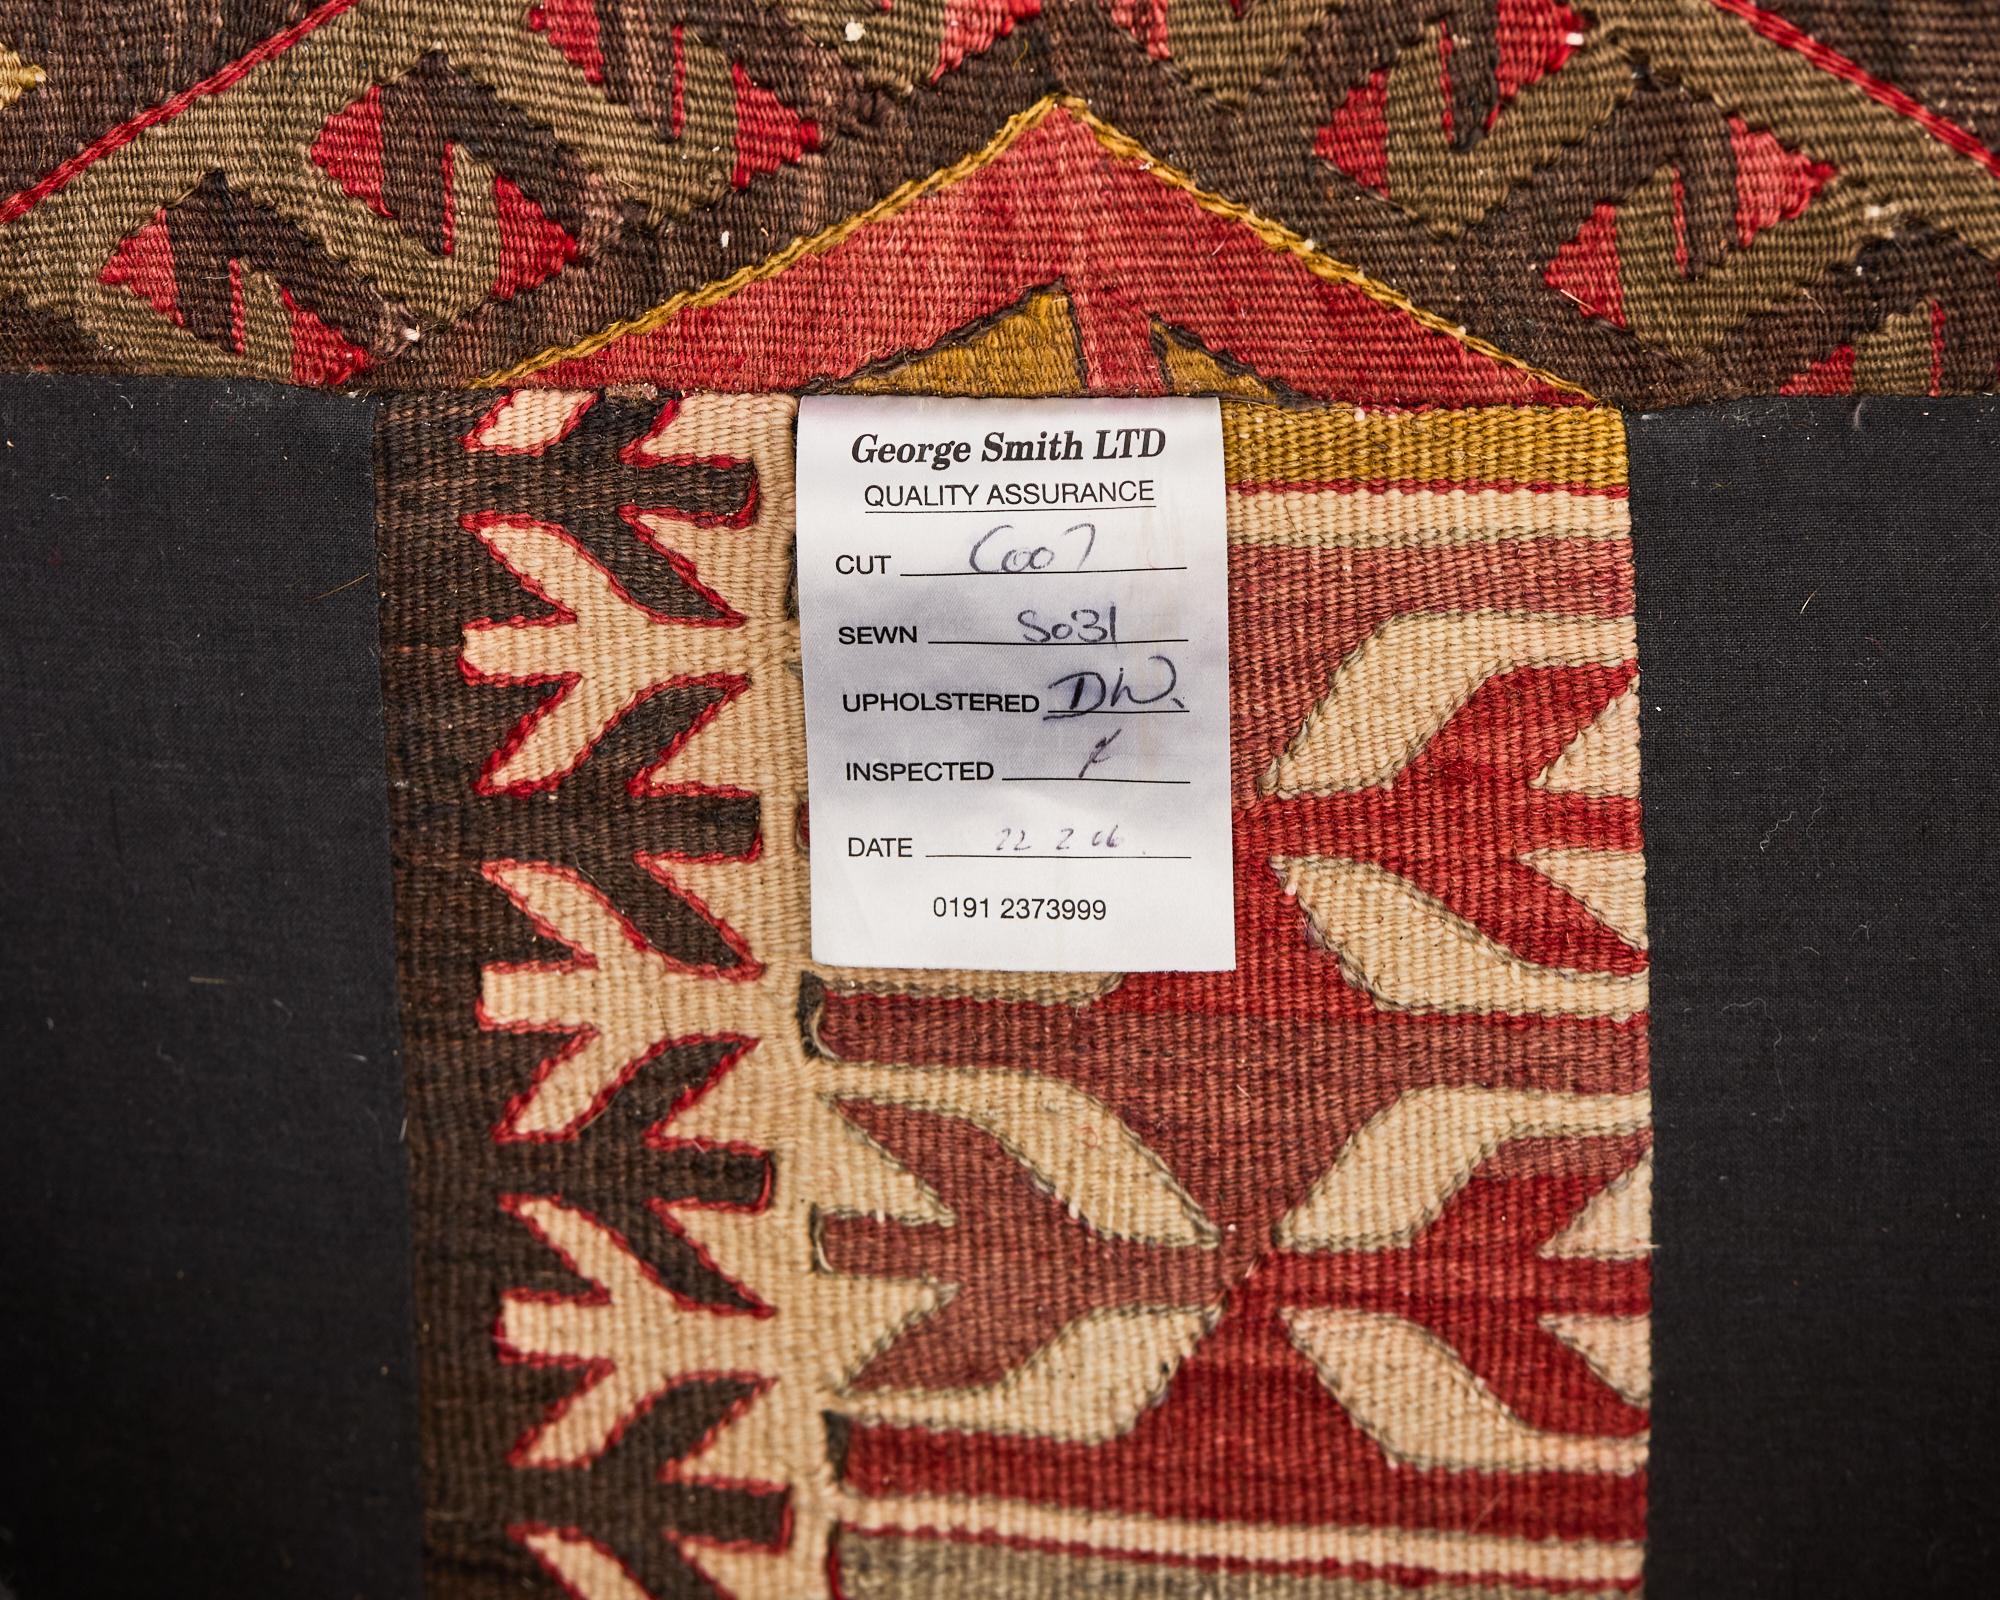 George Smith LTD
QUALITY ASSURANCE
CUT C007
SEWN S031
UPHOLSTERED DW.
INSPECTED
DATE 22 2 06.
0191 2373999